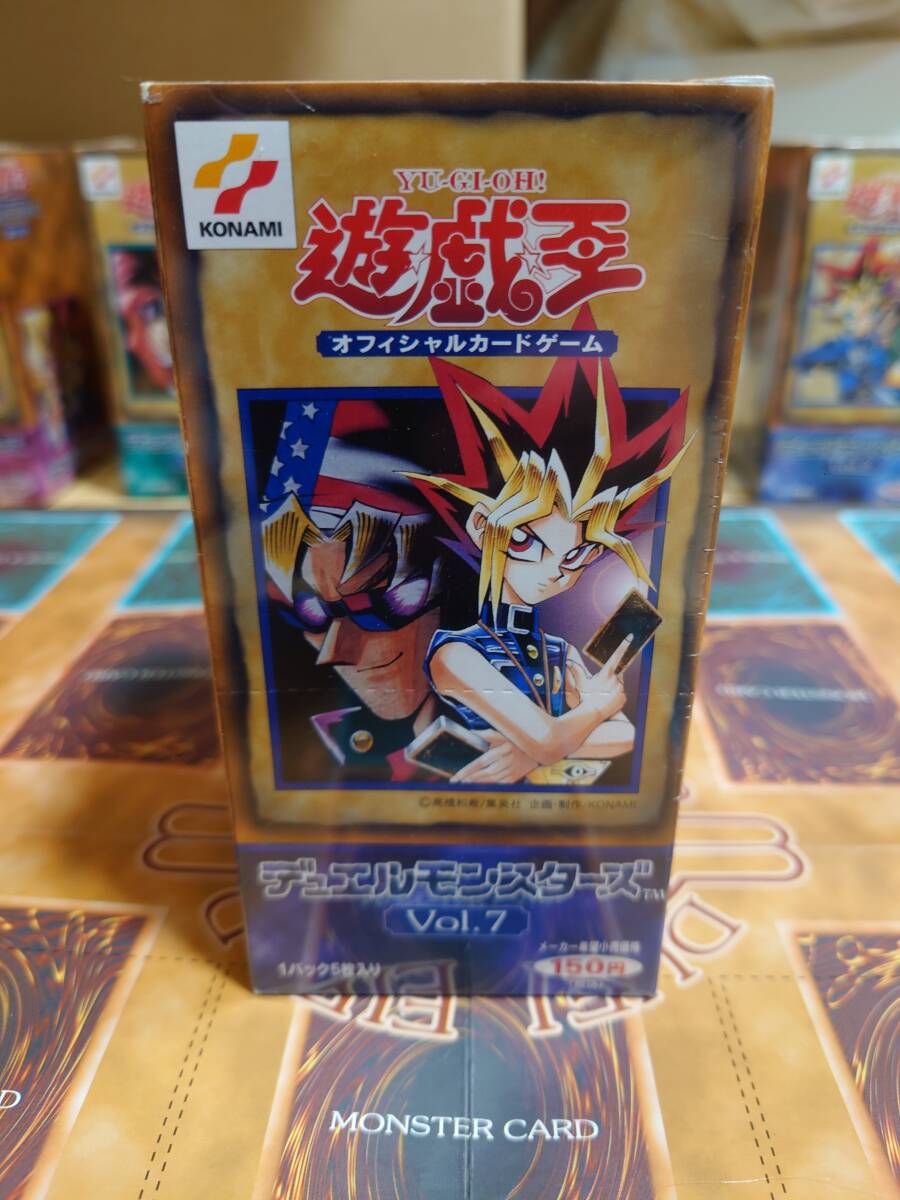 KONAMI
YU-GI-OH!
遊戯王
オフィシャルカードゲーム
©高橋和希/集英社 企画・制作/KONAMI
デュエルモンスターズ™
Vol.7
メーカー希望小売価格
1パック5枚入り
150円
MONSTER CARD